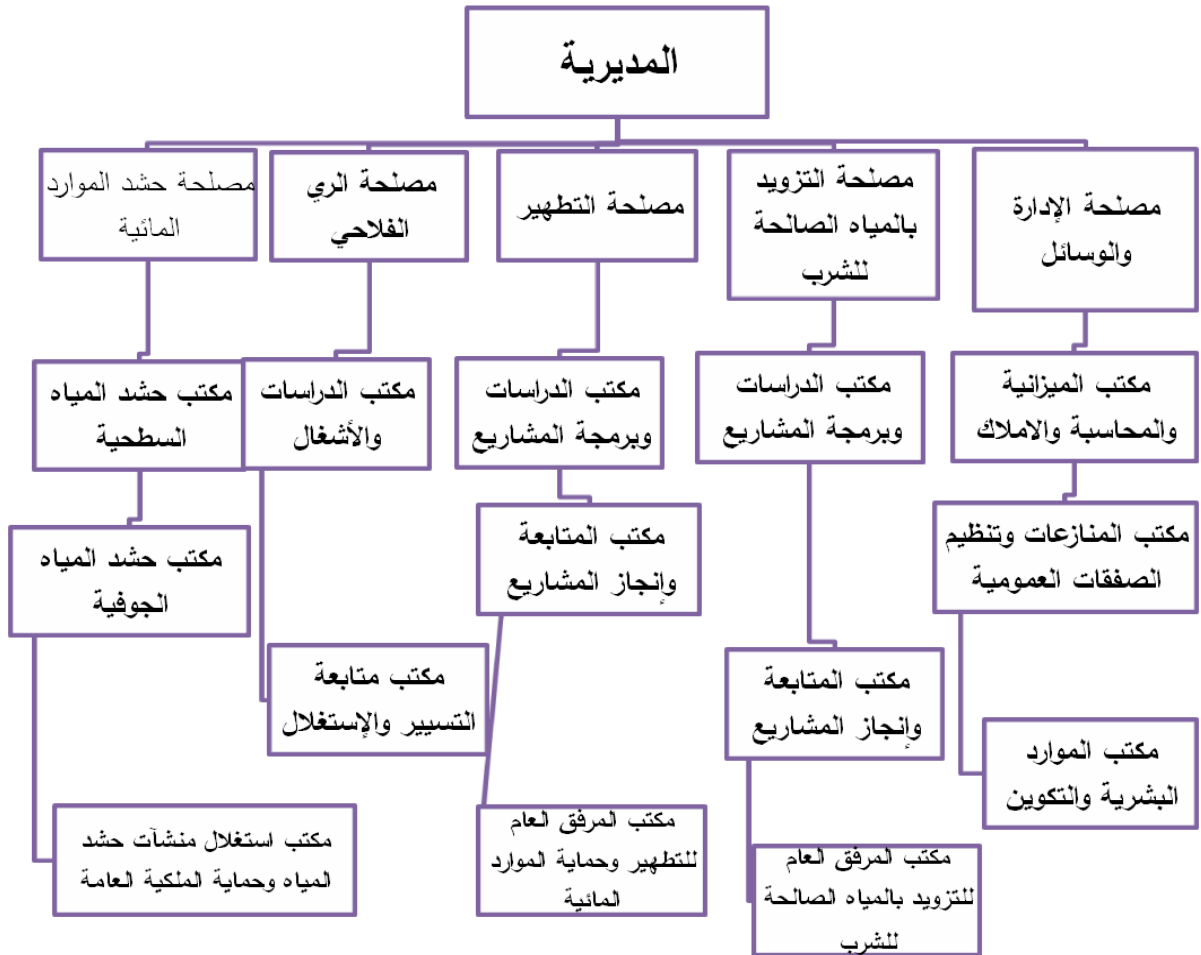 المديرية
مصلحة الإدارة
والوسائل
مصلحة التزويد
بالمياه الصالحة
للشرب
مصلحة التطهير
مصلحة الري
الفلاحي
مصلحة حشد الموارد
المائية
مكتب الميزانية
والمحاسبة والاملاك
مكتب الدراسات
وبرمجة المشاريع
مكتب الدراسات
وبرمجة المشاريع
مكتب الدراسات
والأشغال
مكتب حشد المياه
السطحية
مكتب المنازعات وتنظيم
الصفقات العمومية
مكتب المتابعة
وإنجاز المشاريع
مكتب المتابعة
وإنجاز المشاريع
مكتب متابعة
التسيير والإستغلال
مكتب حشد المياه
الجوفية
مكتب الموارد
البشرية والتكوين
مكتب المرفق العام
للتزويد بالمياه الصالحة
للشرب
مكتب المرفق العام
للتطهير وحماية الموارد
المائية
مكتب استغلال منشآت حشد
المياه وحماية الملكية العامة